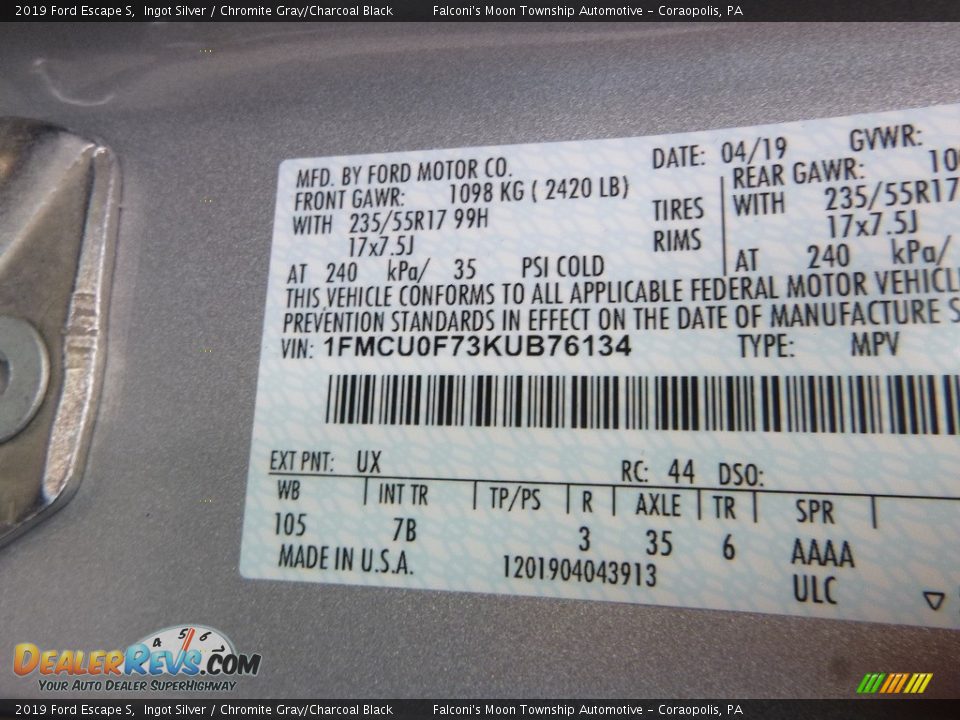 2019 Ford Escape S,  Ingot Silver / Chromite Gray/Charcoal Black     Falconi's Moon Township Automotive - Coraopolis, PA
MFD. BY FORD MOTOR CO.     DATE: 04/19     GVWR:
FRONT GAWR:     1098 KG ( 2420 LB)     REAR GAWR:
WITH 235/55R17 99H     TIRES     WITH     235/55R17
17x7.5J     RIMS     17x7.5J
AT 240 kPa/ 35 PSI COLD     AT 240 kPa/
THIS VEHICLE CONFORMS TO ALL APPLICABLE FEDERAL MOTOR
PREVENTION STANDARDS IN EFFECT ON THE DATE OF MANUFACTURE
VIN: 1FMCU0F73KUB76134     TYPE: MPV
EXT PNT: UX     RC: 44 DSO:
WB | INT TR | TP/PS | R | AXLE | TR | SPR |
105     7B     3     35     6     AAAA
MADE IN U.S.A.     1201904043913     ULC
4 5 6 7
DEALERREVS.COM
YOUR AUTO DEALER SUPERHIGHWAY
2019 Ford Escape S,  Ingot Silver / Chromite Gray/Charcoal Black     Falconi's Moon Township Automotive - Coraopolis, PA